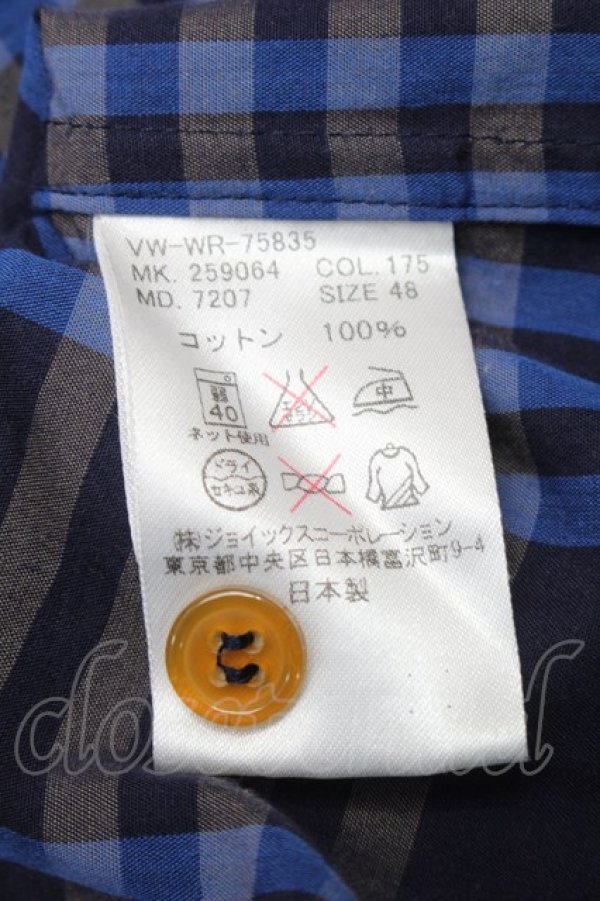 VW-WR-75835
MK. 259064 COL. 175
MD. 7207 SIZE 48
コットン 100%
弱
40
エンソ
サラシ
中
ネット使用
ドライ
セキユ系
(株)ジョイックスコーポレーション
東京都中央区日本橋富沢町9-4
日本製